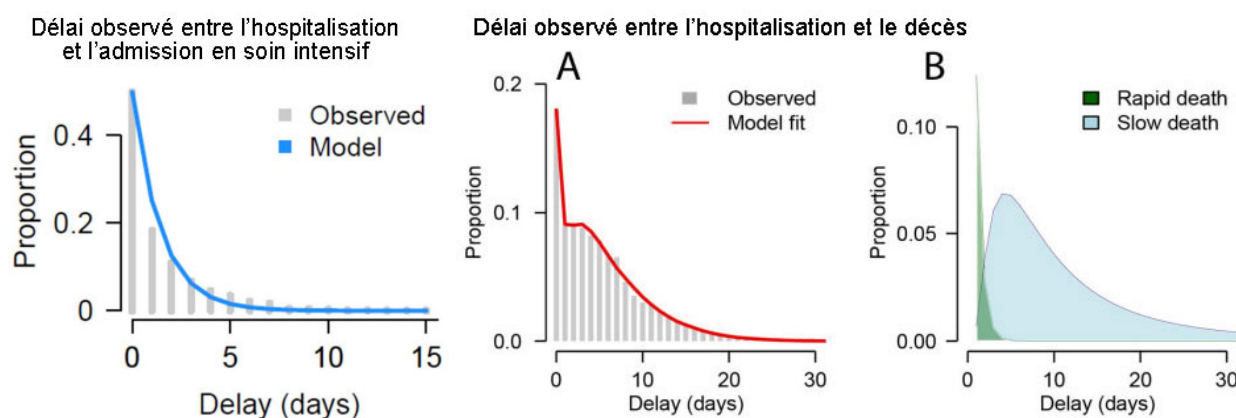 Délai observé entre l'hospitalisation
et l'admission en soin intensif
Observed
Model
Proportion
0.4
0.2
0
0
5
10
15
Delay (days)
Délai observé entre l'hospitalisation et le décès
A
Observed
Model fit
Proportion
0.2
0.1
0.0
0
10
20
30
Delay (days)
B
Rapid death
Slow death
Proportion
0.10
0.05
0.00
0
10
20
30
Delay (days)